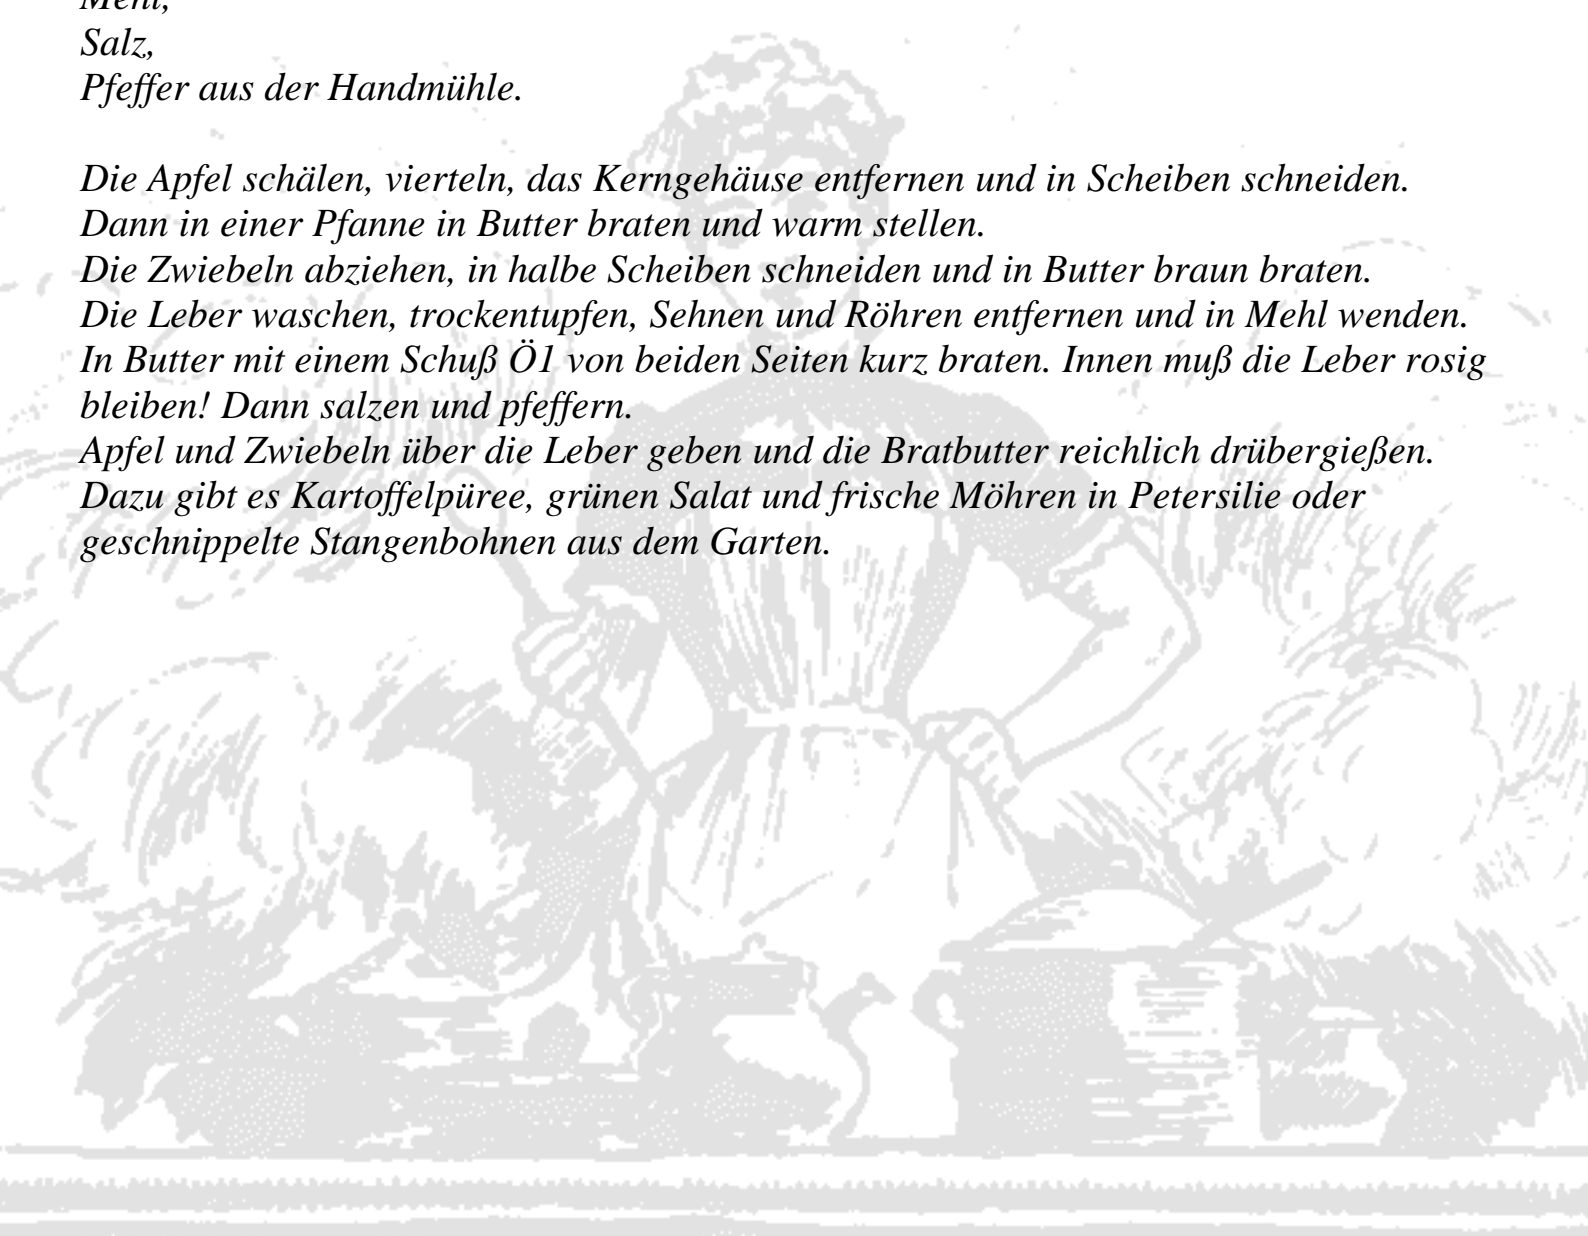 Mehl,
Salz,
Pfeffer aus der Handmühle.
Die Apfel schälen, vierteln, das Kerngehäuse entfernen und in Scheiben schneiden.
Dann in einer Pfanne in Butter braten und warm stellen.
Die Zwiebeln abziehen, in halbe Scheiben schneiden und in Butter braun braten.
Die Leber waschen, trockentupfen, Sehnen und Röhren entfernen und in Mehl wenden.
In Butter mit einem Schuß Ö1 von beiden Seiten kurz braten. Innen muß die Leber rosig
bleiben! Dann salzen und pfeffern.
Apfel und Zwiebeln über die Leber geben und die Bratbutter reichlich drübergießen.
Dazu gibt es Kartoffelpüree, grünen Salat und frische Möhren in Petersilie oder
geschnippelte Stangenbohnen aus dem Garten.